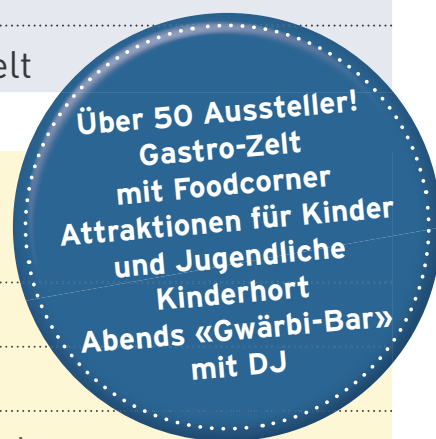 elt
Über 50 Aussteller!
Gastro-Zelt
mit Foodcorner
Attraktionen für Kinder
und Jugendliche
Kinderhort
Abends «Gwärbi-Bar»
mit DJ